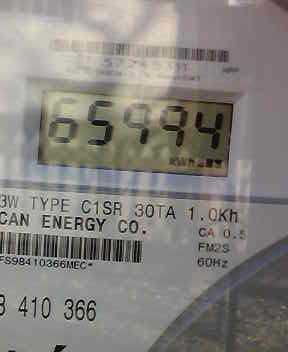 65994
kWh
3W TYPE C1SR 30TA 1.0Kh
CAN ENERGY CO.
CA 0.5
FM2S
FS98410366MEC*
60Hz
8 410 366